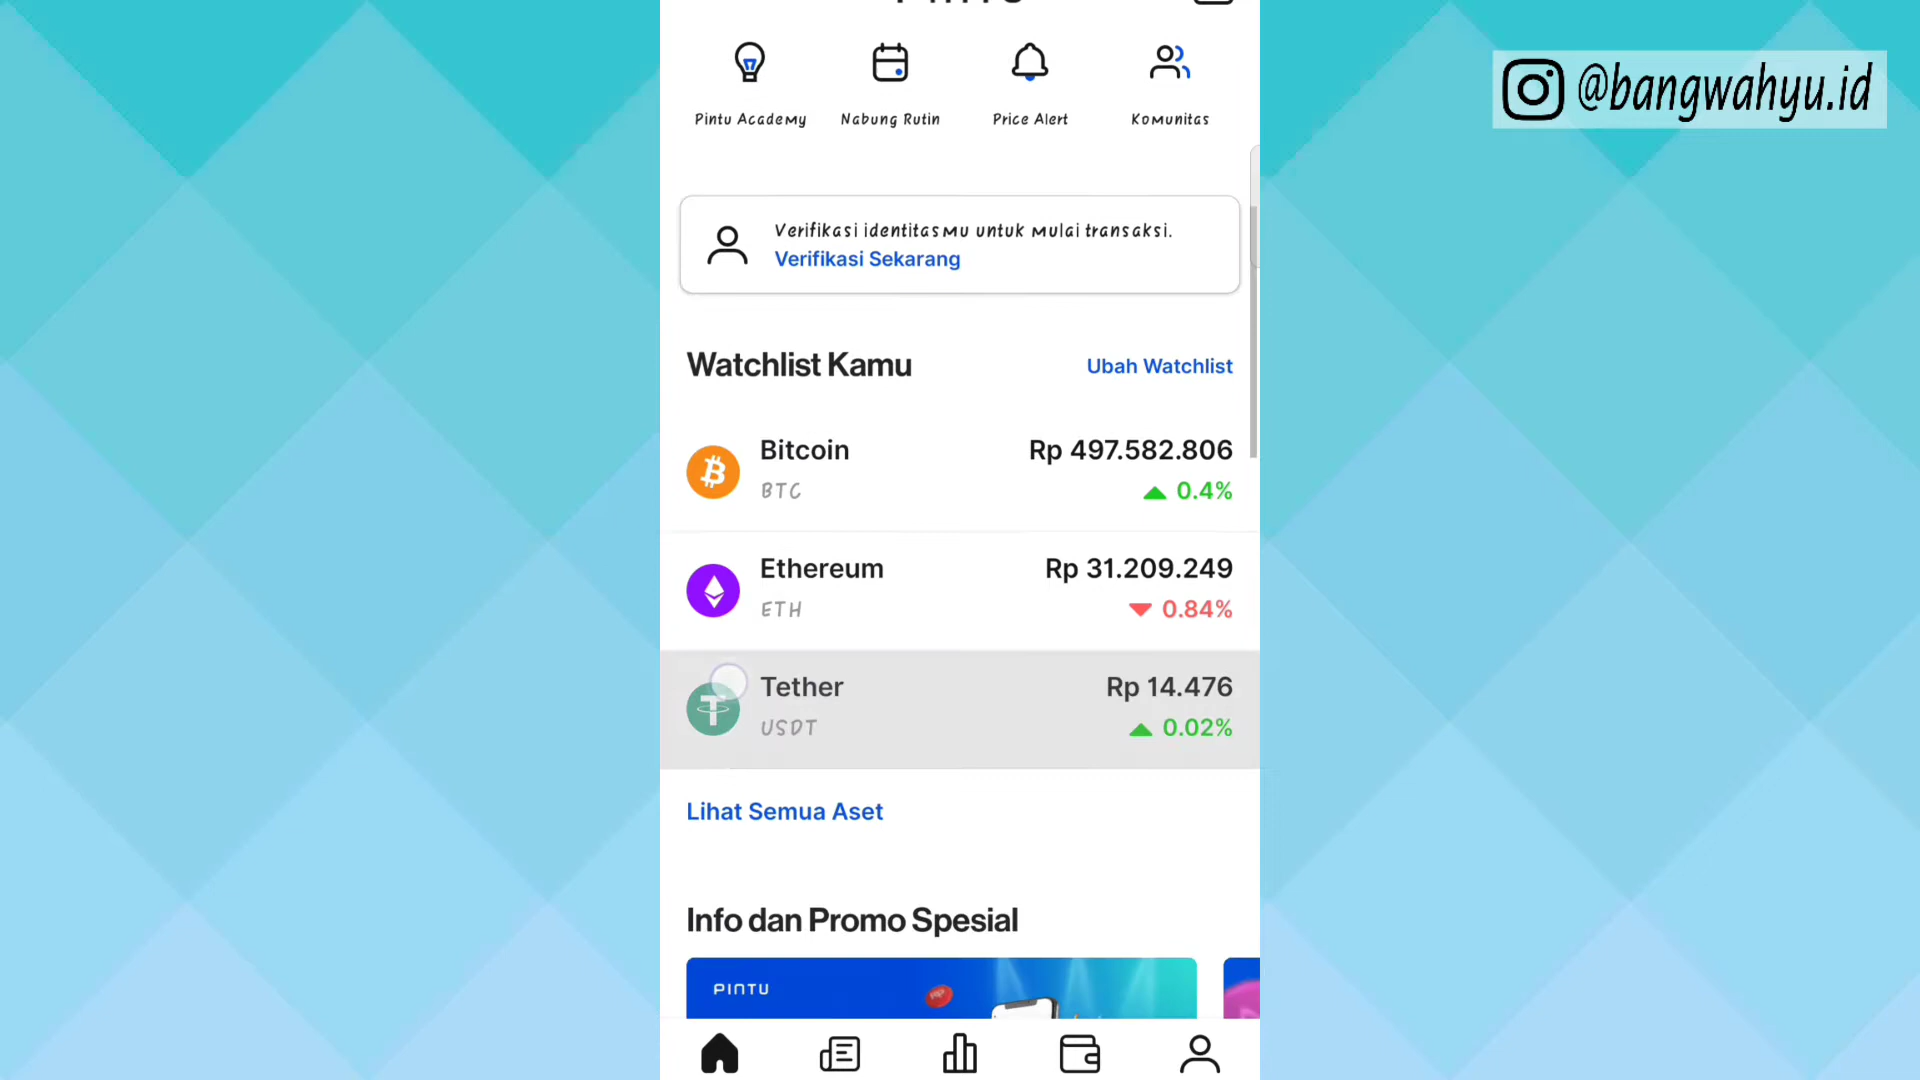 @bangwahyu.id
Pintu Academy
Nabung Rutin
Price Alert
Komunitas
Verifikasi identitasmu untuk mulai transaksi.
Verifikasi Sekarang
Watchlist Kamu
Ubah Watchlist
Bitcoin
Rp 497.582.806
BTC
0.4%
Ethereum
Rp 31.209.249
ETH
0.84%
Tether
Rp 14.476
USDT
0.02%
Lihat Semua Aset
Info dan Promo Spesial
PINTU